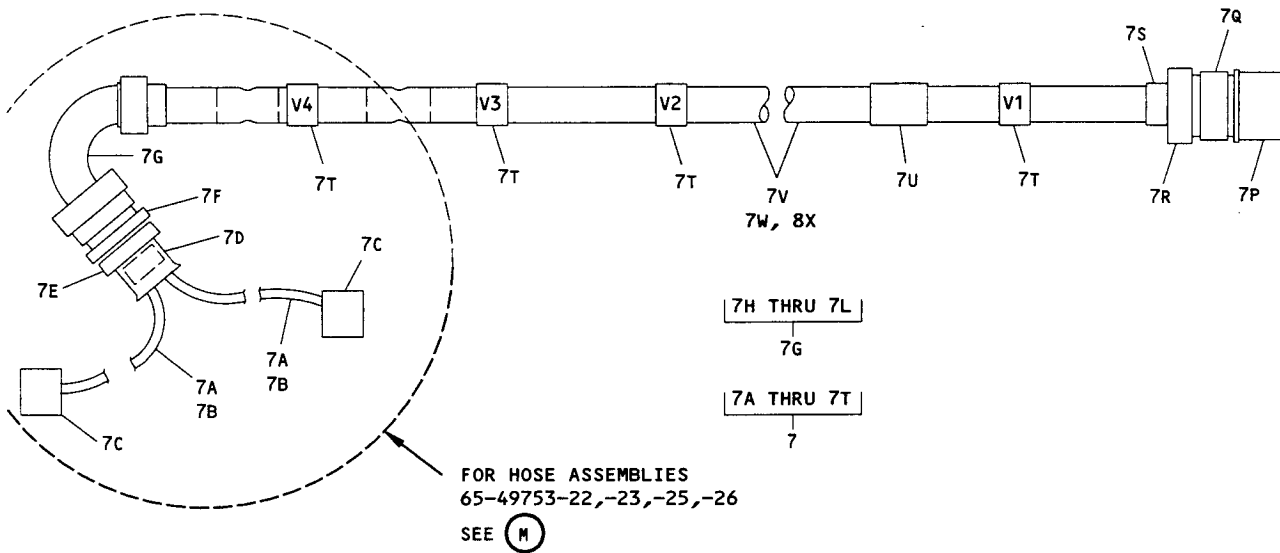 7Q
7S
V4
V3
V2
V1
7G
7T
7T
7T
7V
7U
7T
7R
7P
7W, 8X
7F
7D
7C
7E
7H THRU 7L
7G
7A
7B
7A THRU 7T
7
7A
7B
7C
FOR HOSE ASSEMBLIES
65-49753-22,-23,-25,-26
SEE M